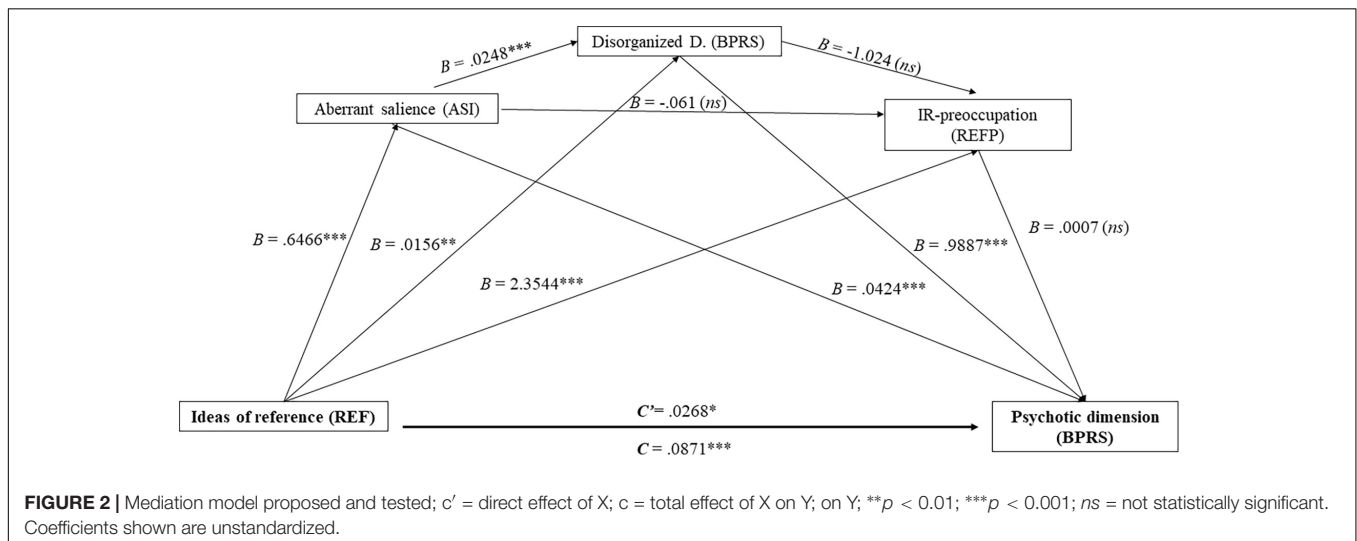 Disorganized D. (BPRS)
B = .0248***
B = -1.024 (ns)
Aberrant salience (ASI)
B = -.061 (ns)
IR-preoccupation
(REFP)
B = .6466***
B = .0156**
B = 2.3544***
B = .9887***
B = .0007 (ns)
B = .0424***
Ideas of reference (REF)
C’= .0268*
C = .0871***
Psychotic dimension
(BPRS)
FIGURE 2 | Mediation model proposed and tested; c′ = direct effect of X; c = total effect of X on Y; on Y; **p < 0.01; ***p < 0.001; ns = not statistically significant.
Coefficients shown are unstandardized.